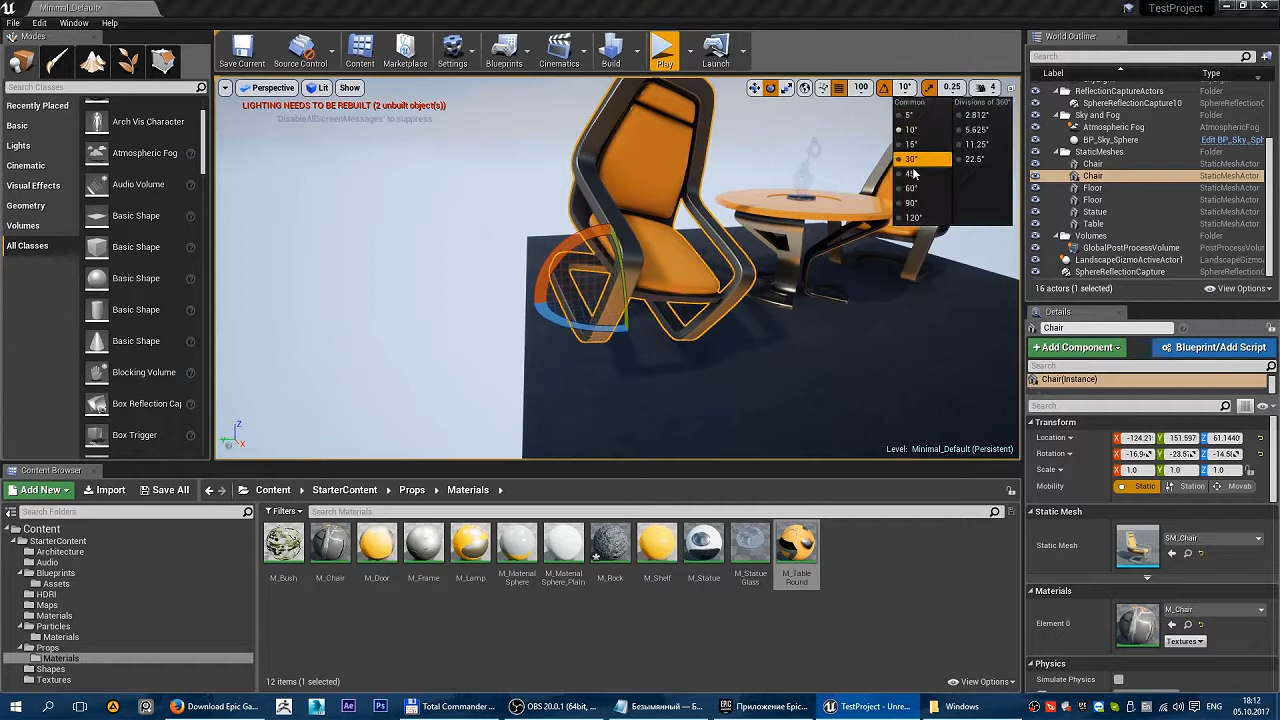 Minimal_Default*
TestProject
File Edit Window Help
Modes
Search Classes
Recently Placed
Basic
Lights
Cinematic
Visual Effects
Geometry
Volumes
All Classes
Arch Vis Character
Atmospheric Fog
Audio Volume
Basic Shape
Basic Shape
Basic Shape
Basic Shape
Basic Shape
Blocking Volume
Box Reflection Cap
Box Trigger
Save Current
Source Control
Content
Marketplace
Settings
Blueprints
Cinematics
Build
Play
Launch
Perspective
Lit
Show
100
10°
0.25
4
LIGHTING NEEDS TO BE REBUILT (2 unbuilt object(s))
'DisableAllScreenMessages' to suppress
Common
5°
10°
15°
30°
60°
90°
120°
Divisions of 360°
2.812°
5.625°
11.25°
22.5°
Z
X
Level: Minimal_Default (Persistent)
World Outliner
Search
Label Type
ReflectionCaptureActors Folder
SphereReflectionCapture10 SphereReflectionC
Sky and Fog Folder
Atmospheric Fog AtmosphericFog
BP_Sky_Sphere Edit BP_Sky_Sph
StaticMeshes Folder
Chair StaticMeshActor
Chair StaticMeshActor
Floor StaticMeshActor
Floor StaticMeshActor
Statue StaticMeshActor
Table StaticMeshActor
Volumes Folder
GlobalPostProcessVolume PostProcessVolum
LandscapeGizmoActiveActor1 LandscapeGizmoAc
SphereReflectionCapture SphereReflectionC
16 actors (1 selected)
View Options
Details
Chair
+Add Component
Blueprint/Add Script
Search
Chair(Instance)
Search
Transform
Location X -124.21 Y 151.597 Z 61.1440
Rotation X -16.9 Y -23.5 Z -14.5
Scale X 1.0 Y 1.0 Z 1.0
Mobility Static Station Movab
Static Mesh
Static Mesh
SM_Chair
Materials
Element 0
M_Chair
Textures
Physics
Simulate Physics
Content Browser
Add New
Import
Save All
Content
StarterContent
Props
Materials
Search Folders
Content
StarterContent
Architecture
Audio
Blueprints
Assets
HDRI
Maps
Materials
Particles
Materials
Props
Materials
Shapes
Textures
Filters
Search Materials
M_Bush
M_Chair
M_Door
M_Frame
M_Lamp
M_Material
Sphere
M_Material
Sphere_Plain
M_Rock
M_Shelf
M_Statue
M_Statue
Glass
M_Table
Round
12 items (1 selected)
View Options
Download Epic Ga...
Ae
Ps
Total Commander ...
OBS 20.0.1 (64bit, ...
Безымянный — Б...
Приложение Epic...
TestProject - Unre...
Windows
18:12
05.10.2017